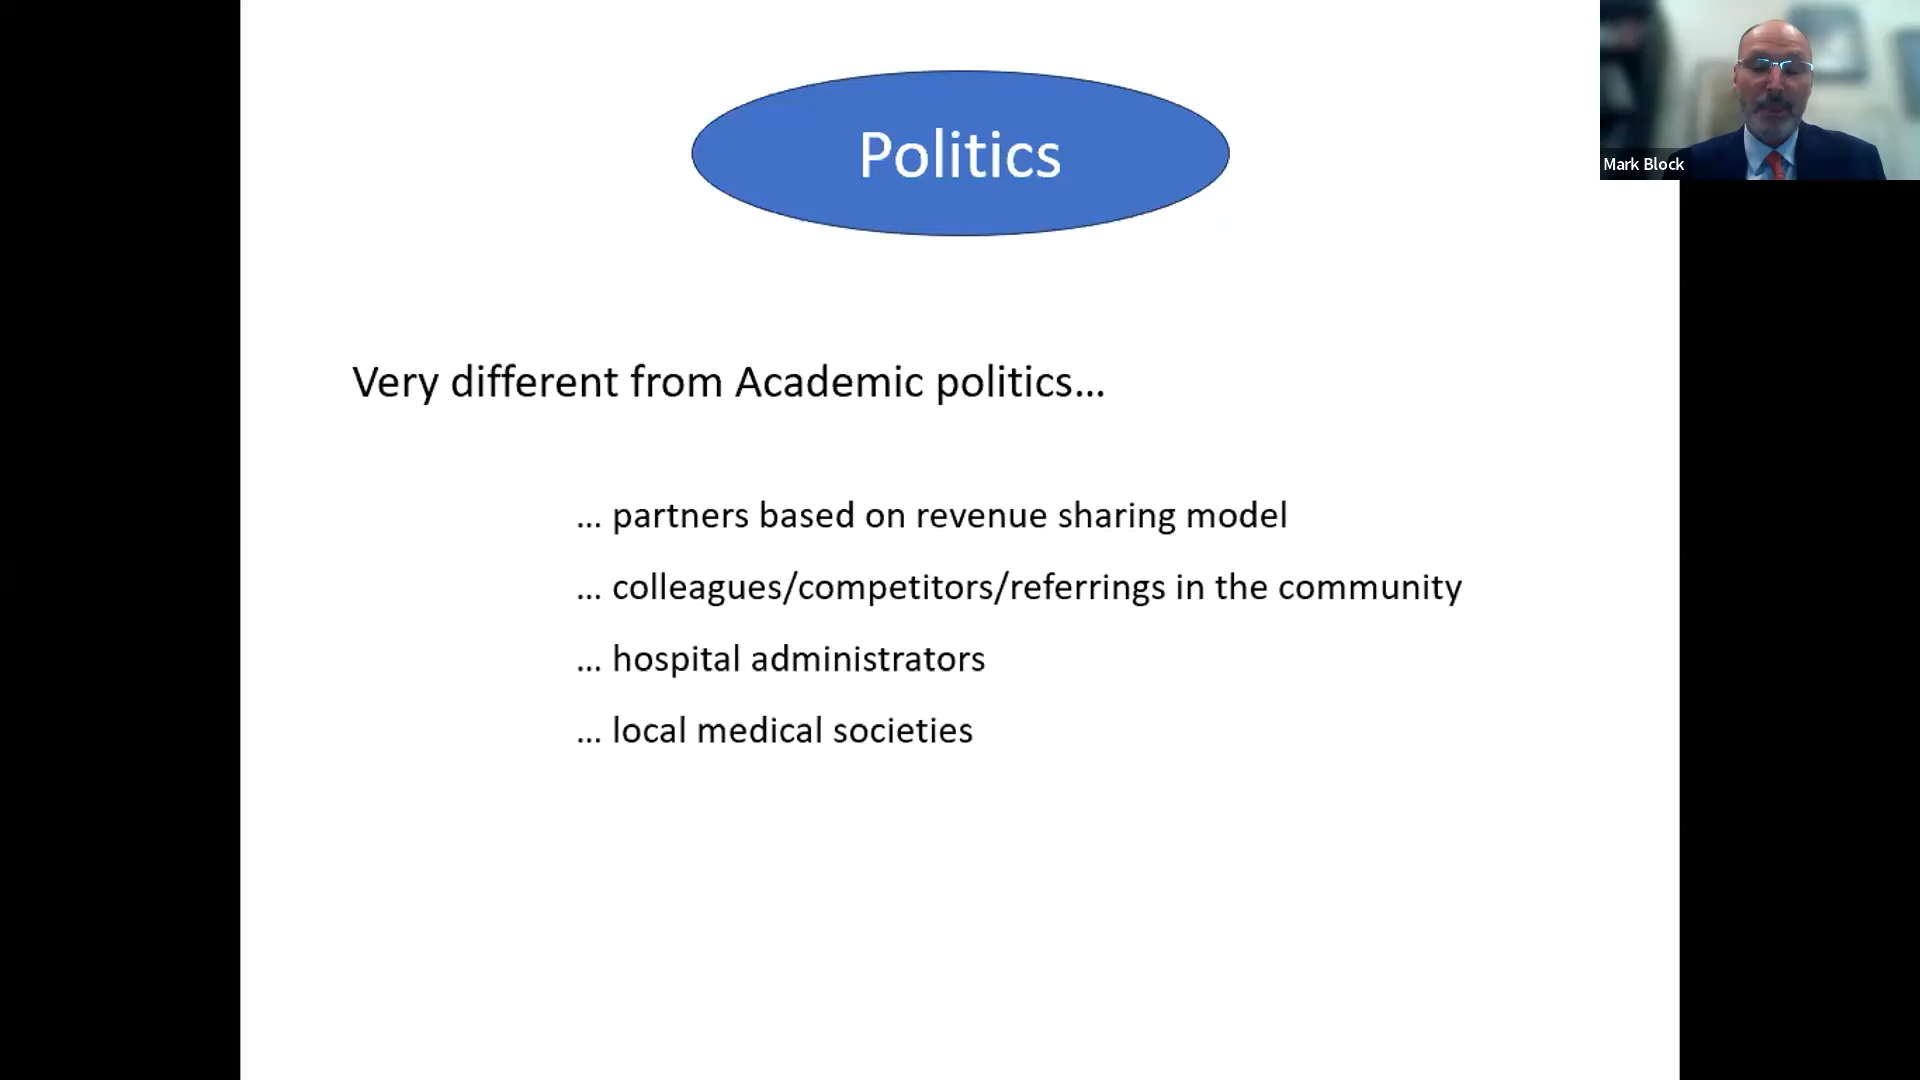 Politics
Mark Block
Very different from Academic politics...
... partners based on revenue sharing model
... colleagues/competitors/referrings in the community
... hospital administrators
... local medical societies